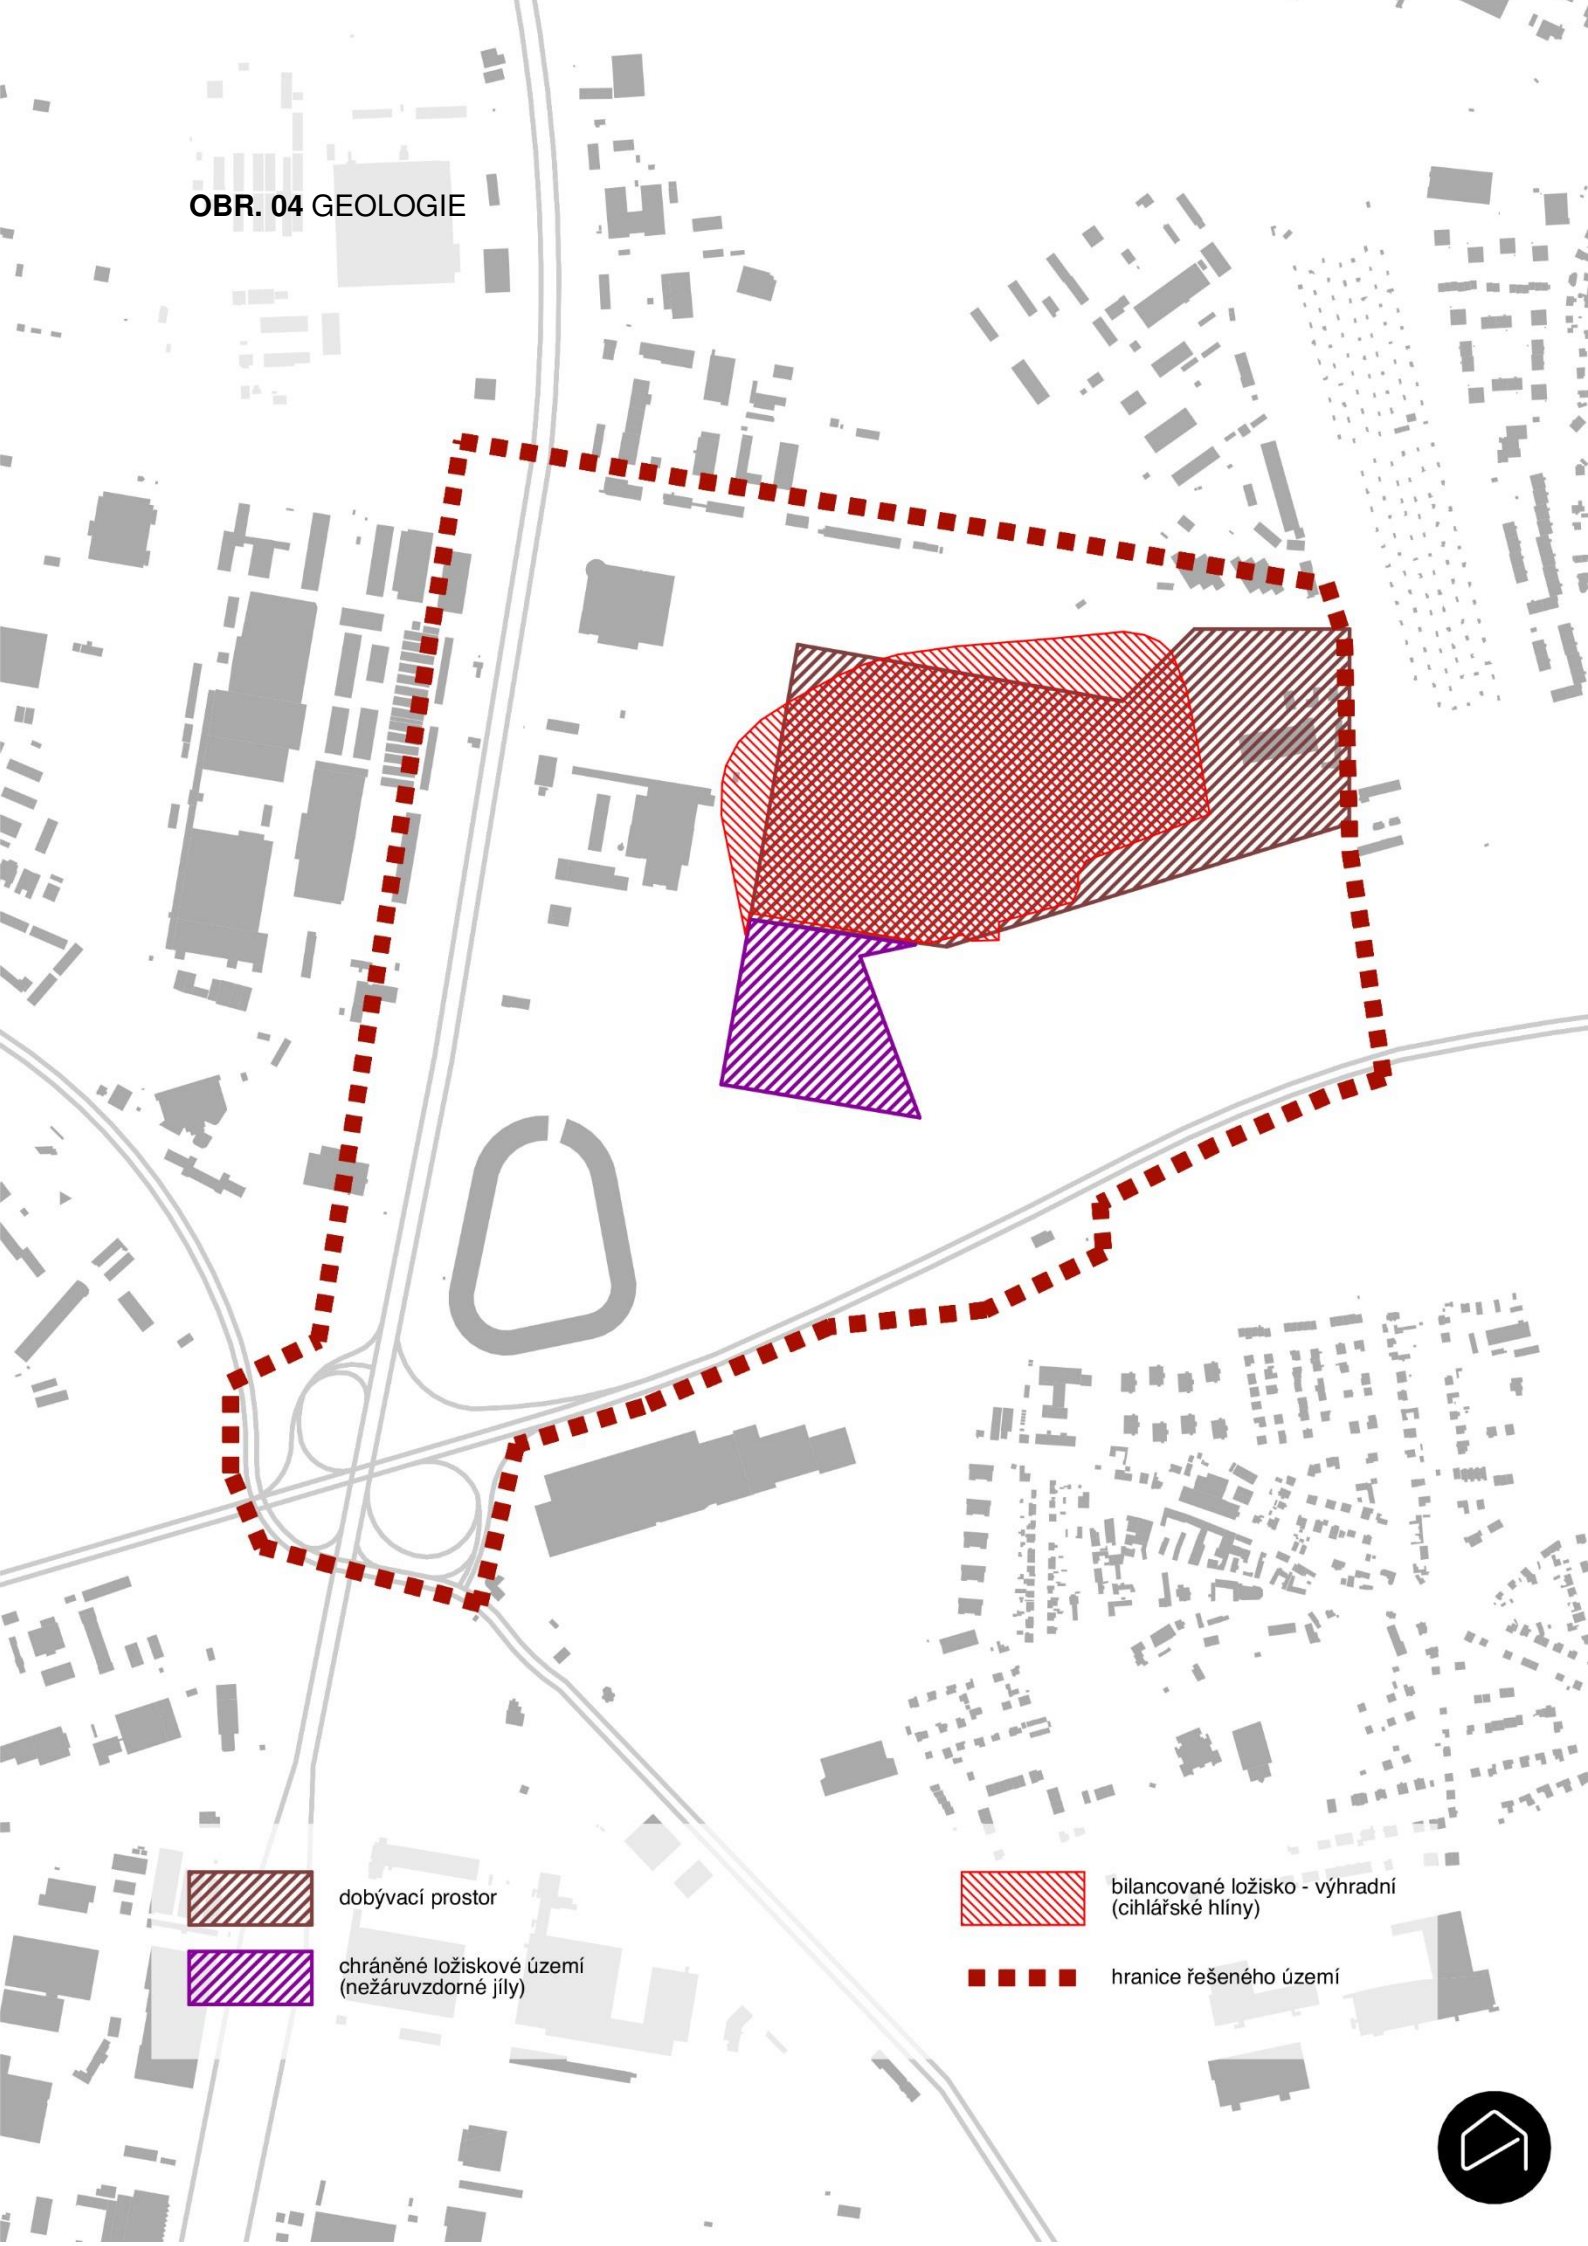 OBR. 04 GEOLOGIE
dobývací prostor
chráněné ložiskové území
(nežáruvzdorné jíly)
bilancované ložisko - výhradní
(cihlářské hlíny)
hranice řešeného území